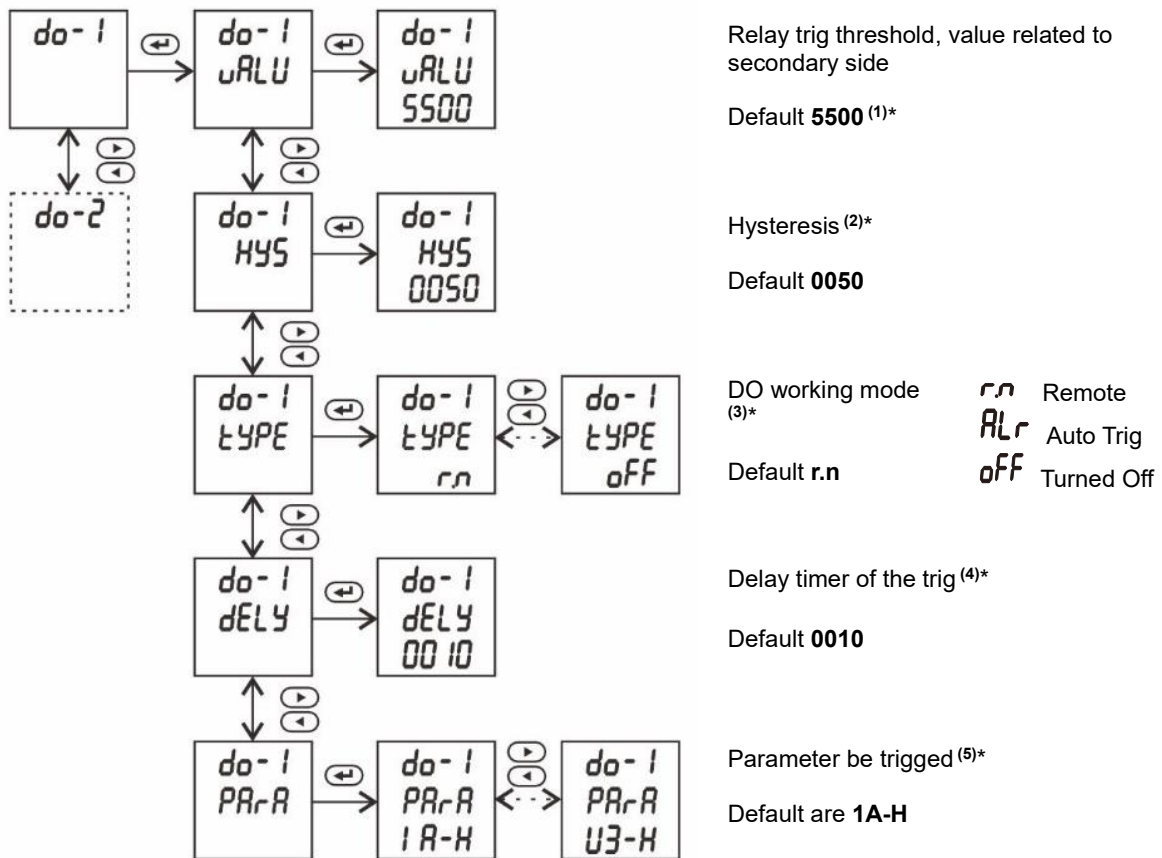 do-1
do-1
vALU
do-1
vALU
5500
Relay trig threshold, value related to
secondary side
Default 5500 (1)*
do-2
do-1
HYS
do-1
HYS
0050
Hysteresis (2)*
Default 0050
do-1
tYPE
do-1
tYPE
r.n
do-1
tYPE
oFF
DO working mode
(3)*
Default r.n
r.n Remote
ALr Auto Trig
oFF Turned Off
do-1
dELY
do-1
dELY
0010
Delay timer of the trig (4)*
Default 0010
do-1
PArA
do-1
PArA
1A-H
do-1
PArA
U3-H
Parameter be trigged (5)*
Default are 1A-H